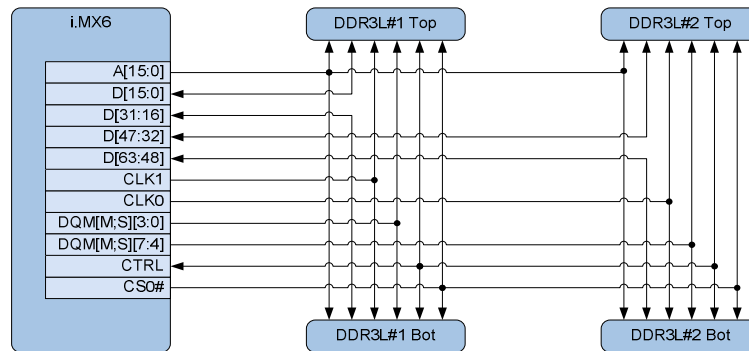 i.MX6
DDR3L#1 Top
DDR3L#2 Top
A[15:0]
D[15:0]
D[31:16]
D[47:32]
D[63:48]
CLK1
CLK0
DQM[M;S][3:0]
DQM[M;S][7:4]
CTRL
CS0#
DDR3L#1 Bot
DDR3L#2 Bot